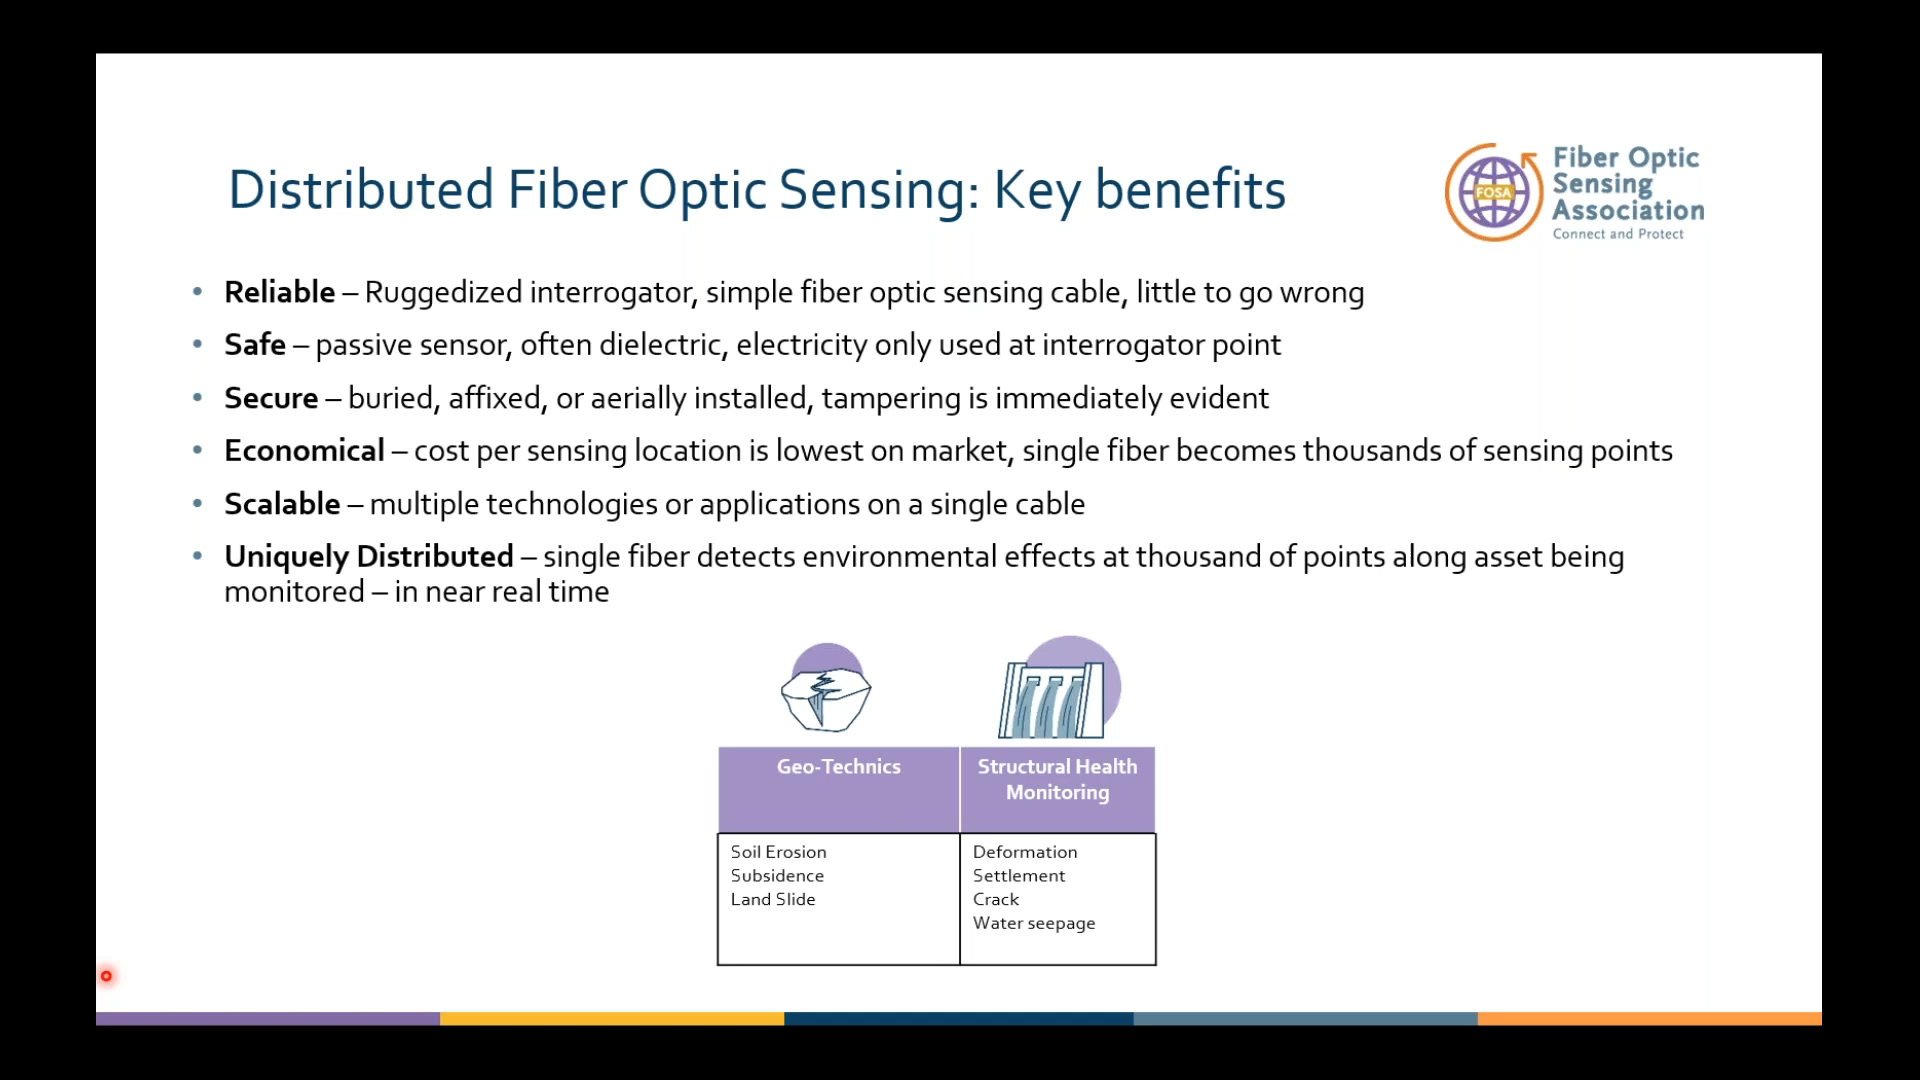 Distributed Fiber Optic Sensing: Key benefits
FOSA
Fiber Optic
Sensing
Association
Connect and Protect
• Reliable – Ruggedized interrogator, simple fiber optic sensing cable, little to go wrong
• Safe – passive sensor, often dielectric, electricity only used at interrogator point
• Secure – buried, affixed, or aerially installed, tampering is immediately evident
• Economical – cost per sensing location is lowest on market, single fiber becomes thousands of sensing points
• Scalable – multiple technologies or applications on a single cable
• Uniquely Distributed – single fiber detects environmental effects at thousand of points along asset being
monitored – in near real time
Geo-Technics
Structural Health
Monitoring
Soil Erosion
Subsidence
Land Slide
Deformation
Settlement
Crack
Water seepage